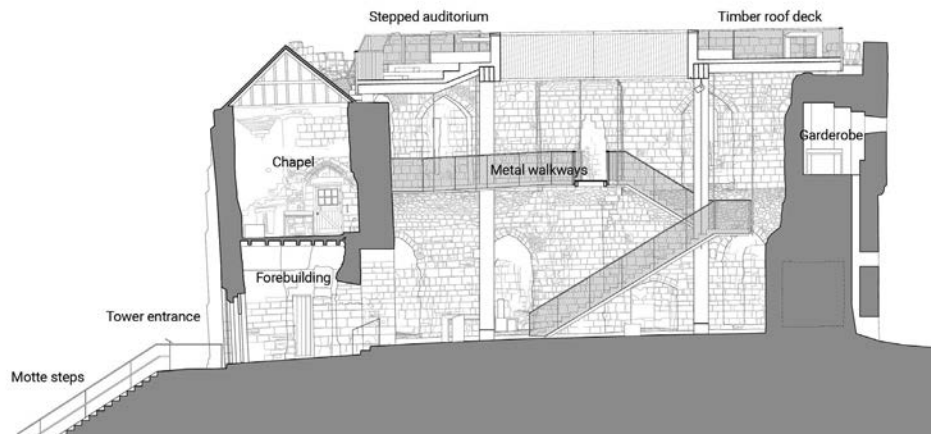 Stepped auditorium
Timber roof deck
Garderobe
Chapel
Metal walkways
Forebuilding
Tower entrance
Motte steps